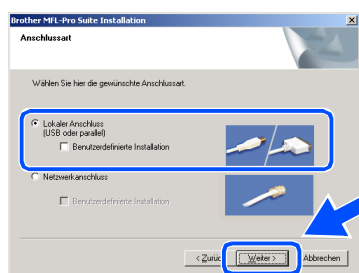 Brother MFL-Pro Suite Installation
Anschlussart
Wählen Sie hier die gewünschte Anschlussart.
Lokaler Anschluss
(USB oder parallel)
Benutzerdefinierte Installation
Netzwerkanschluss
Benutzerdefinierte Installation
< Zurüc Weiter > Abbrechen